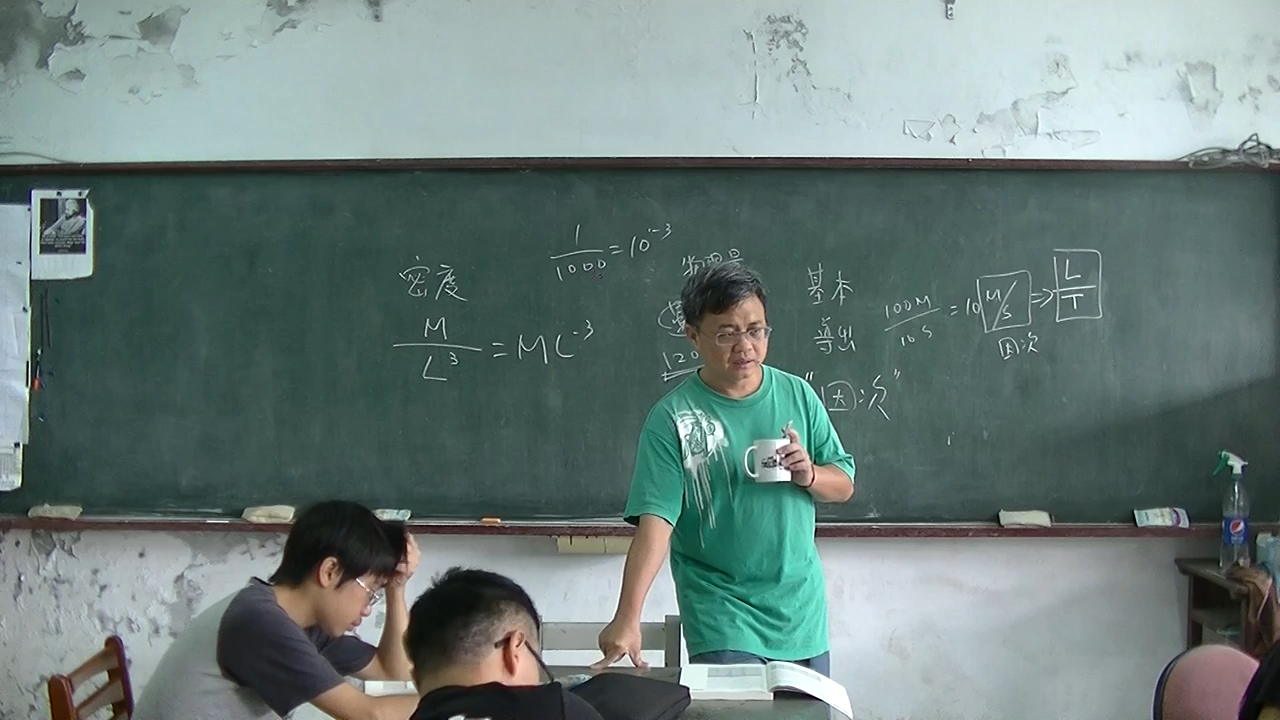 密度
M/L³ = ML⁻³
1/1000 = 10⁻³
物理量
120
基本
導出
"因次"
100M/10S = 10 M/S ⇒ L/T
因次